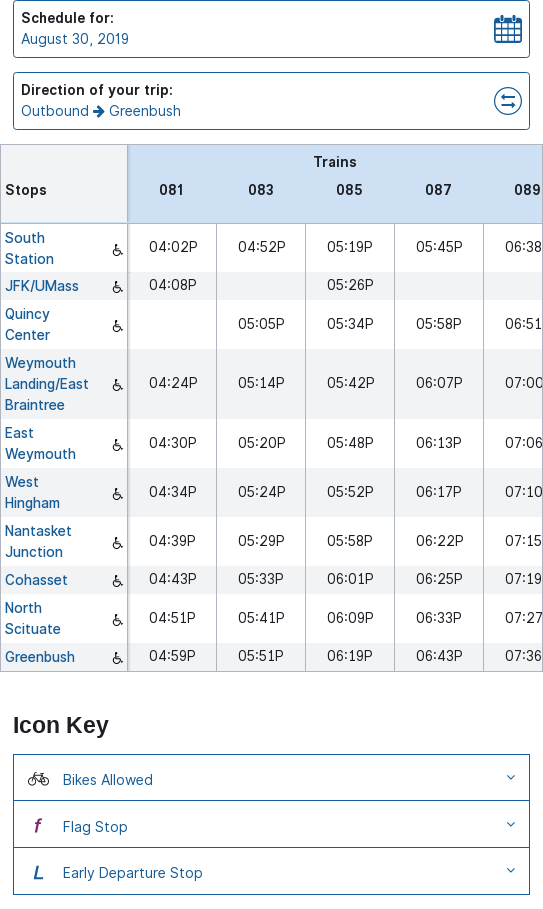 Schedule for:
August 30, 2019
Direction of your trip:
Outbound → Greenbush
Trains
Stops 081 083 085 087 089
South
Station 04:02P 04:52P 05:19P 05:45P 06:38
JFK/UMass 04:08P 05:26P
Quincy
Center 05:05P 05:34P 05:58P 06:51
Weymouth
Landing/East 04:24P 05:14P 05:42P 06:07P 07:00
Braintree
East
Weymouth 04:30P 05:20P 05:48P 06:13P 07:06
West
Hingham 04:34P 05:24P 05:52P 06:17P 07:10
Nantasket
Junction 04:39P 05:29P 05:58P 06:22P 07:15
Cohasset 04:43P 05:33P 06:01P 06:25P 07:19
North
Scituate 04:51P 05:41P 06:09P 06:33P 07:27
Greenbush 04:59P 05:51P 06:19P 06:43P 07:36
Icon Key
Bikes Allowed
f Flag Stop
L Early Departure Stop